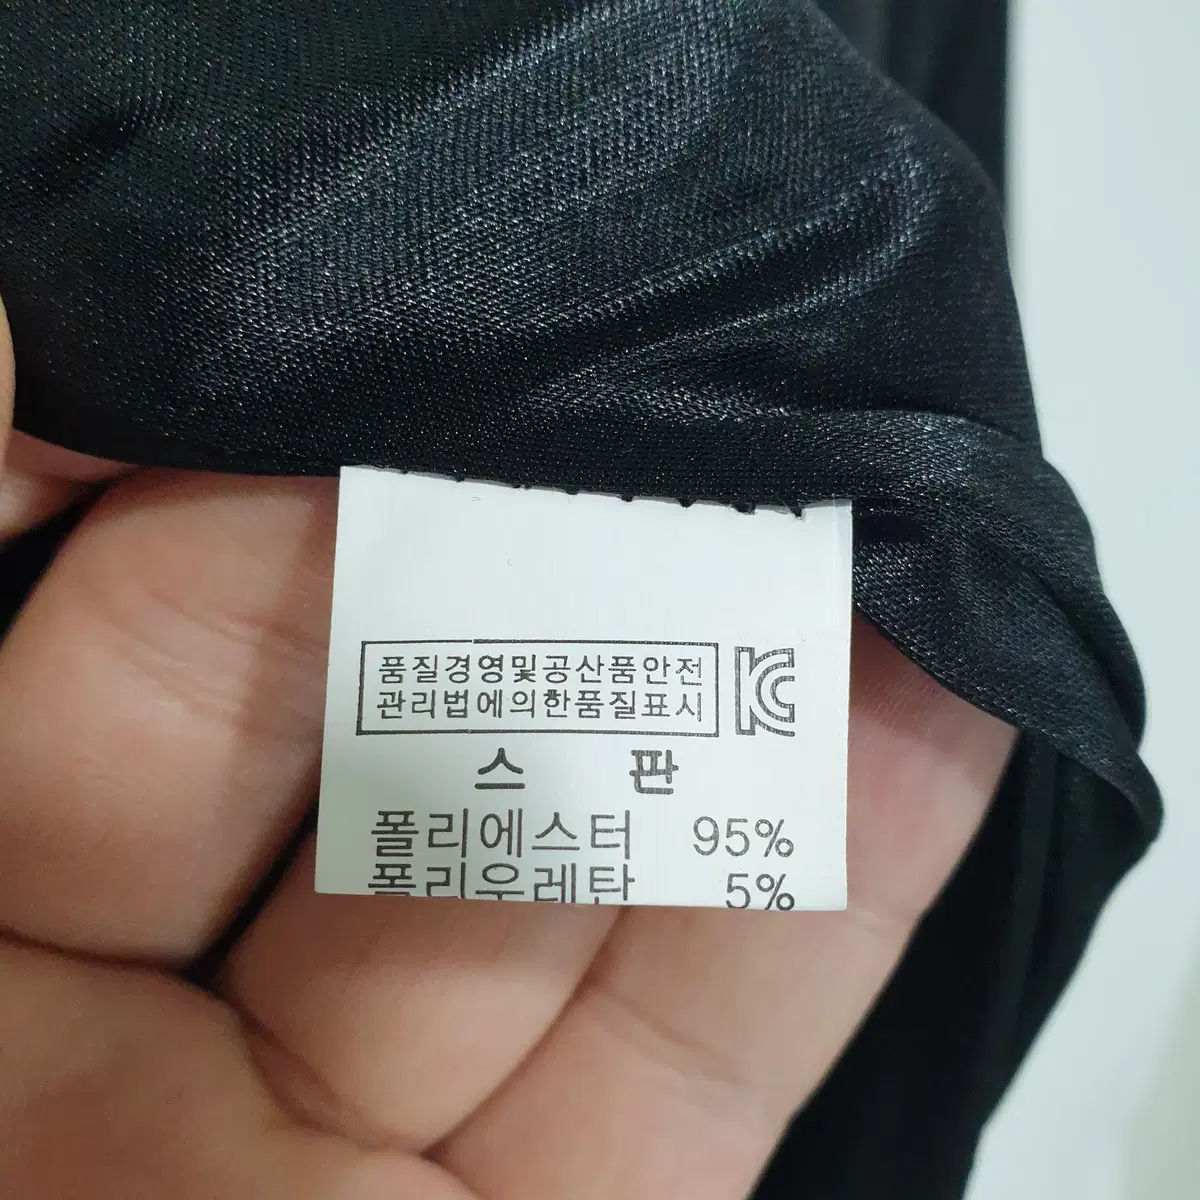 품질경영및공산품안전
관리법에의한품질표시
KC
스 판
폴리에스터 95%
폴리우레탄 5%